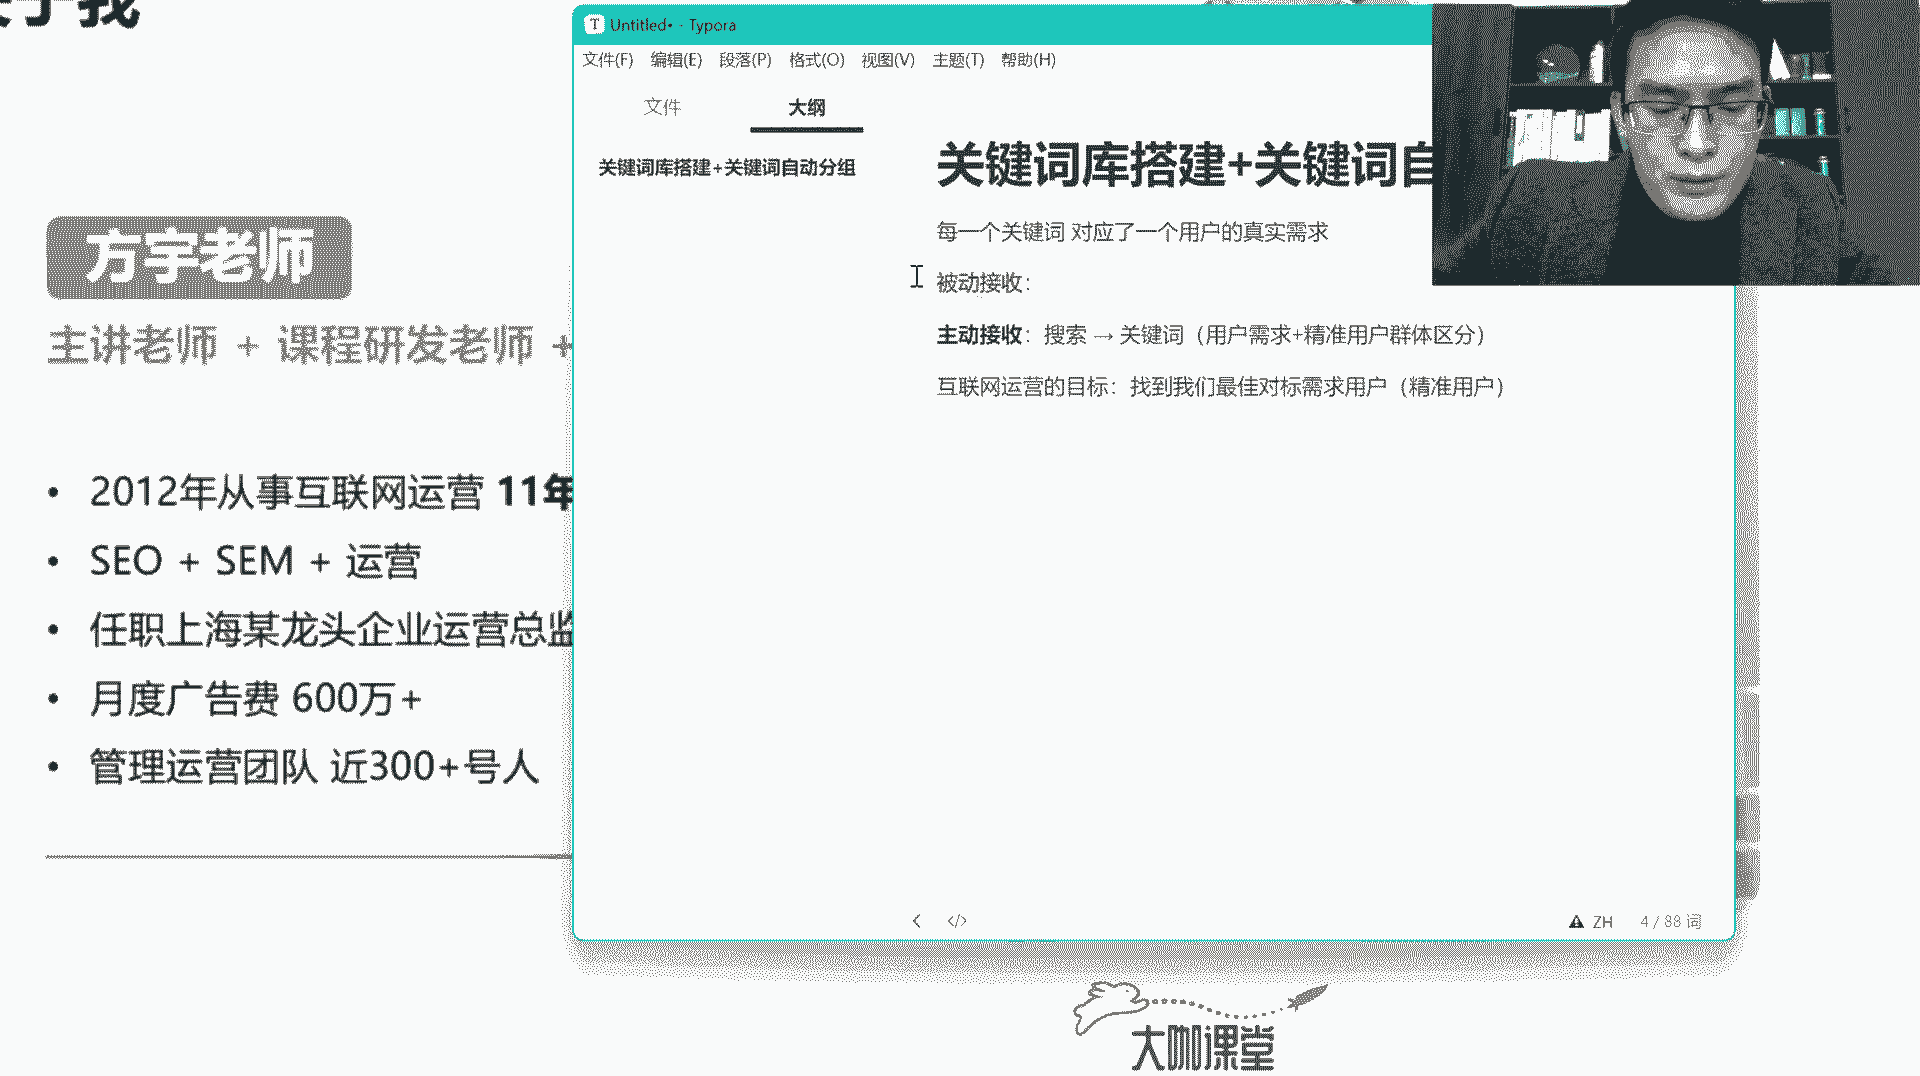 关于我
方宇老师
主讲老师 + 课程研发老师 +
2012年从事互联网运营 11年
SEO + SEM + 运营
任职上海某龙头企业运营总监
月度广告费 600万+
管理运营团队 近300+号人
Untitled• - Typora
文件(F) 编辑(E) 段落(P) 格式(O) 视图(V) 主题(T) 帮助(H)
文件 大纲
关键词库搭建+关键词自动分组
关键词库搭建+关键词自
每一个关键词 对应了一个用户的真实需求
被动接收：
主动接收：搜索 → 关键词（用户需求+精准用户群体区分）
互联网运营的目标：找到我们最佳对标需求用户（精准用户）
ZH 4 / 88 词
大咖课堂